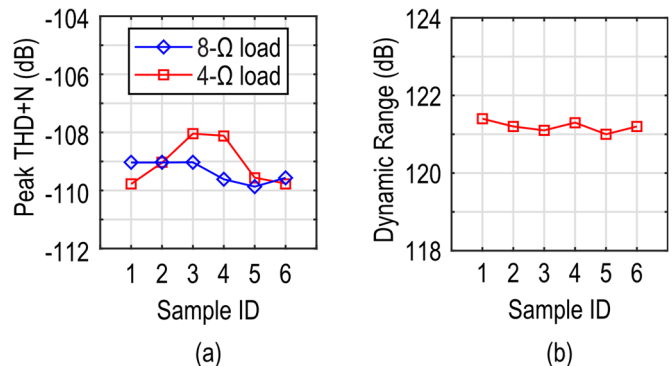 -104
-106
-108
-110
-112
Peak THD+N (dB)
8-Ω load
4-Ω load
1 2 3 4 5 6
Sample ID
(a)
124
122
120
118
Dynamic Range (dB)
1 2 3 4 5 6
Sample ID
(b)